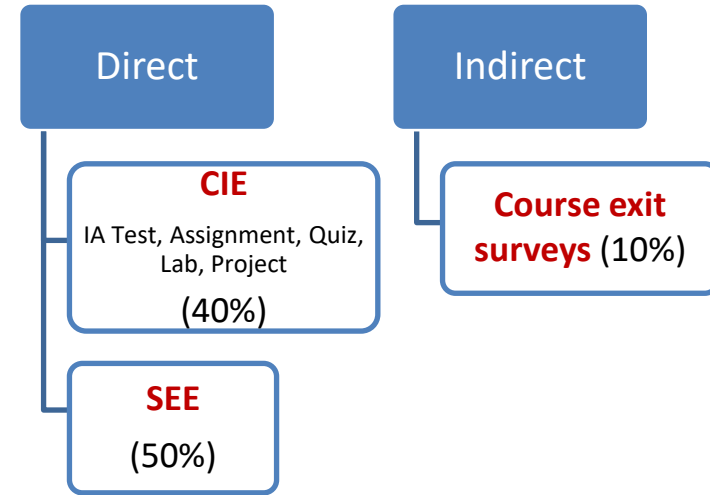 Direct
CIE
IA Test, Assignment, Quiz,
Lab, Project
(40%)
SEE
(50%)
Indirect
Course exit
surveys (10%)